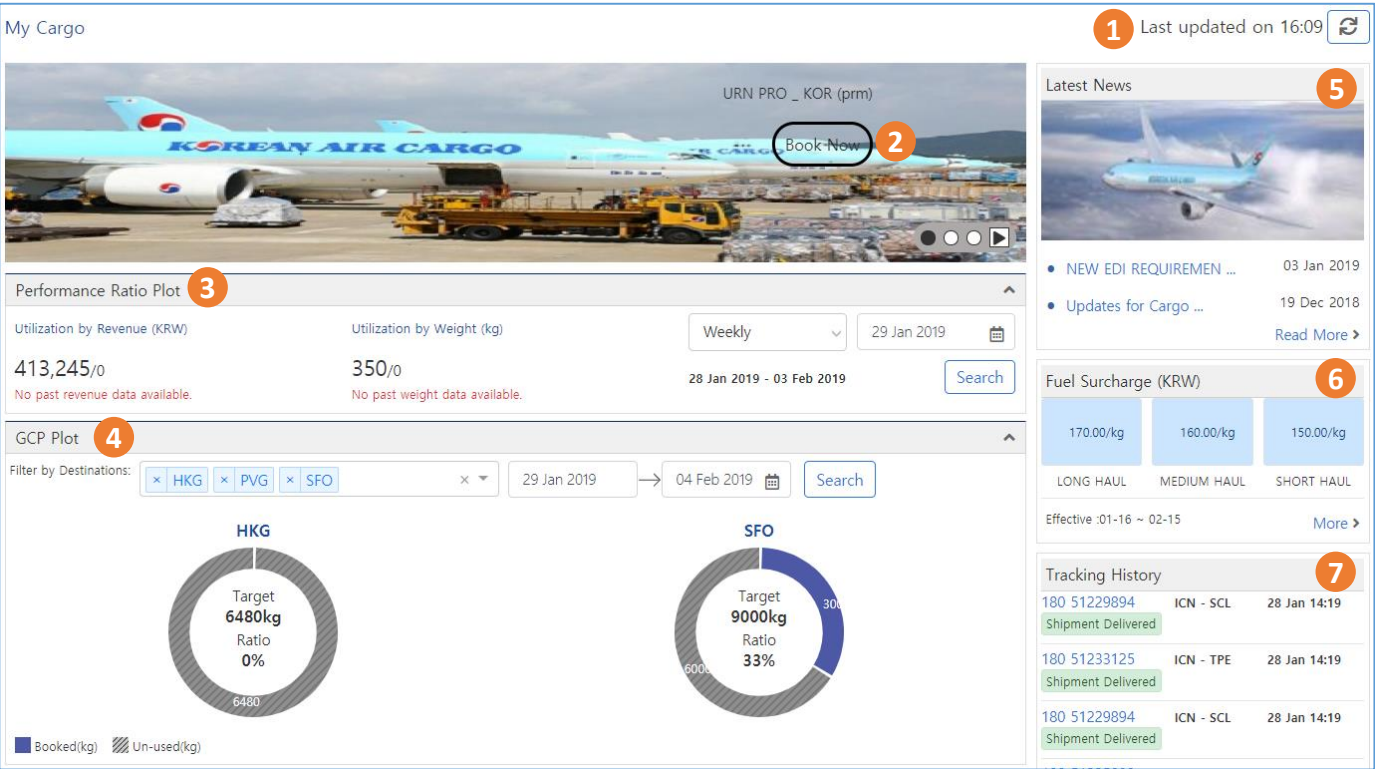 My Cargo
1 Last updated on 16:09
URN PRO _ KOR (prm)
KOREAN AIR CARGO
R CARGO
Book Now 2
Performance Ratio Plot 3
Utilization by Revenue (KRW)
413,245/0
No past revenue data available.
Utilization by Weight (kg)
350/0
No past weight data available.
Weekly 29 Jan 2019
28 Jan 2019 - 03 Feb 2019 Search
GCP Plot 4
Filter by Destinations: × HKG × PVG × SFO × 29 Jan 2019 → 04 Feb 2019 Search
HKG
Target
6480kg
Ratio
0%
6480
SFO
Target
9000kg
Ratio
33%
Booked(kg) Un-used(kg)
Latest News 5
NEW EDI REQUIREMEN ... 03 Jan 2019
Updates for Cargo ... 19 Dec 2018
Read More >
Fuel Surcharge (KRW) 6
170.00/kg 160.00/kg 150.00/kg
LONG HAUL MEDIUM HAUL SHORT HAUL
Effective :01-16 ~ 02-15 More >
Tracking History 7
180 51229894 ICN - SCL 28 Jan 14:19
Shipment Delivered
180 51233125 ICN - TPE 28 Jan 14:19
Shipment Delivered
180 51229894 ICN - SCL 28 Jan 14:19
Shipment Delivered